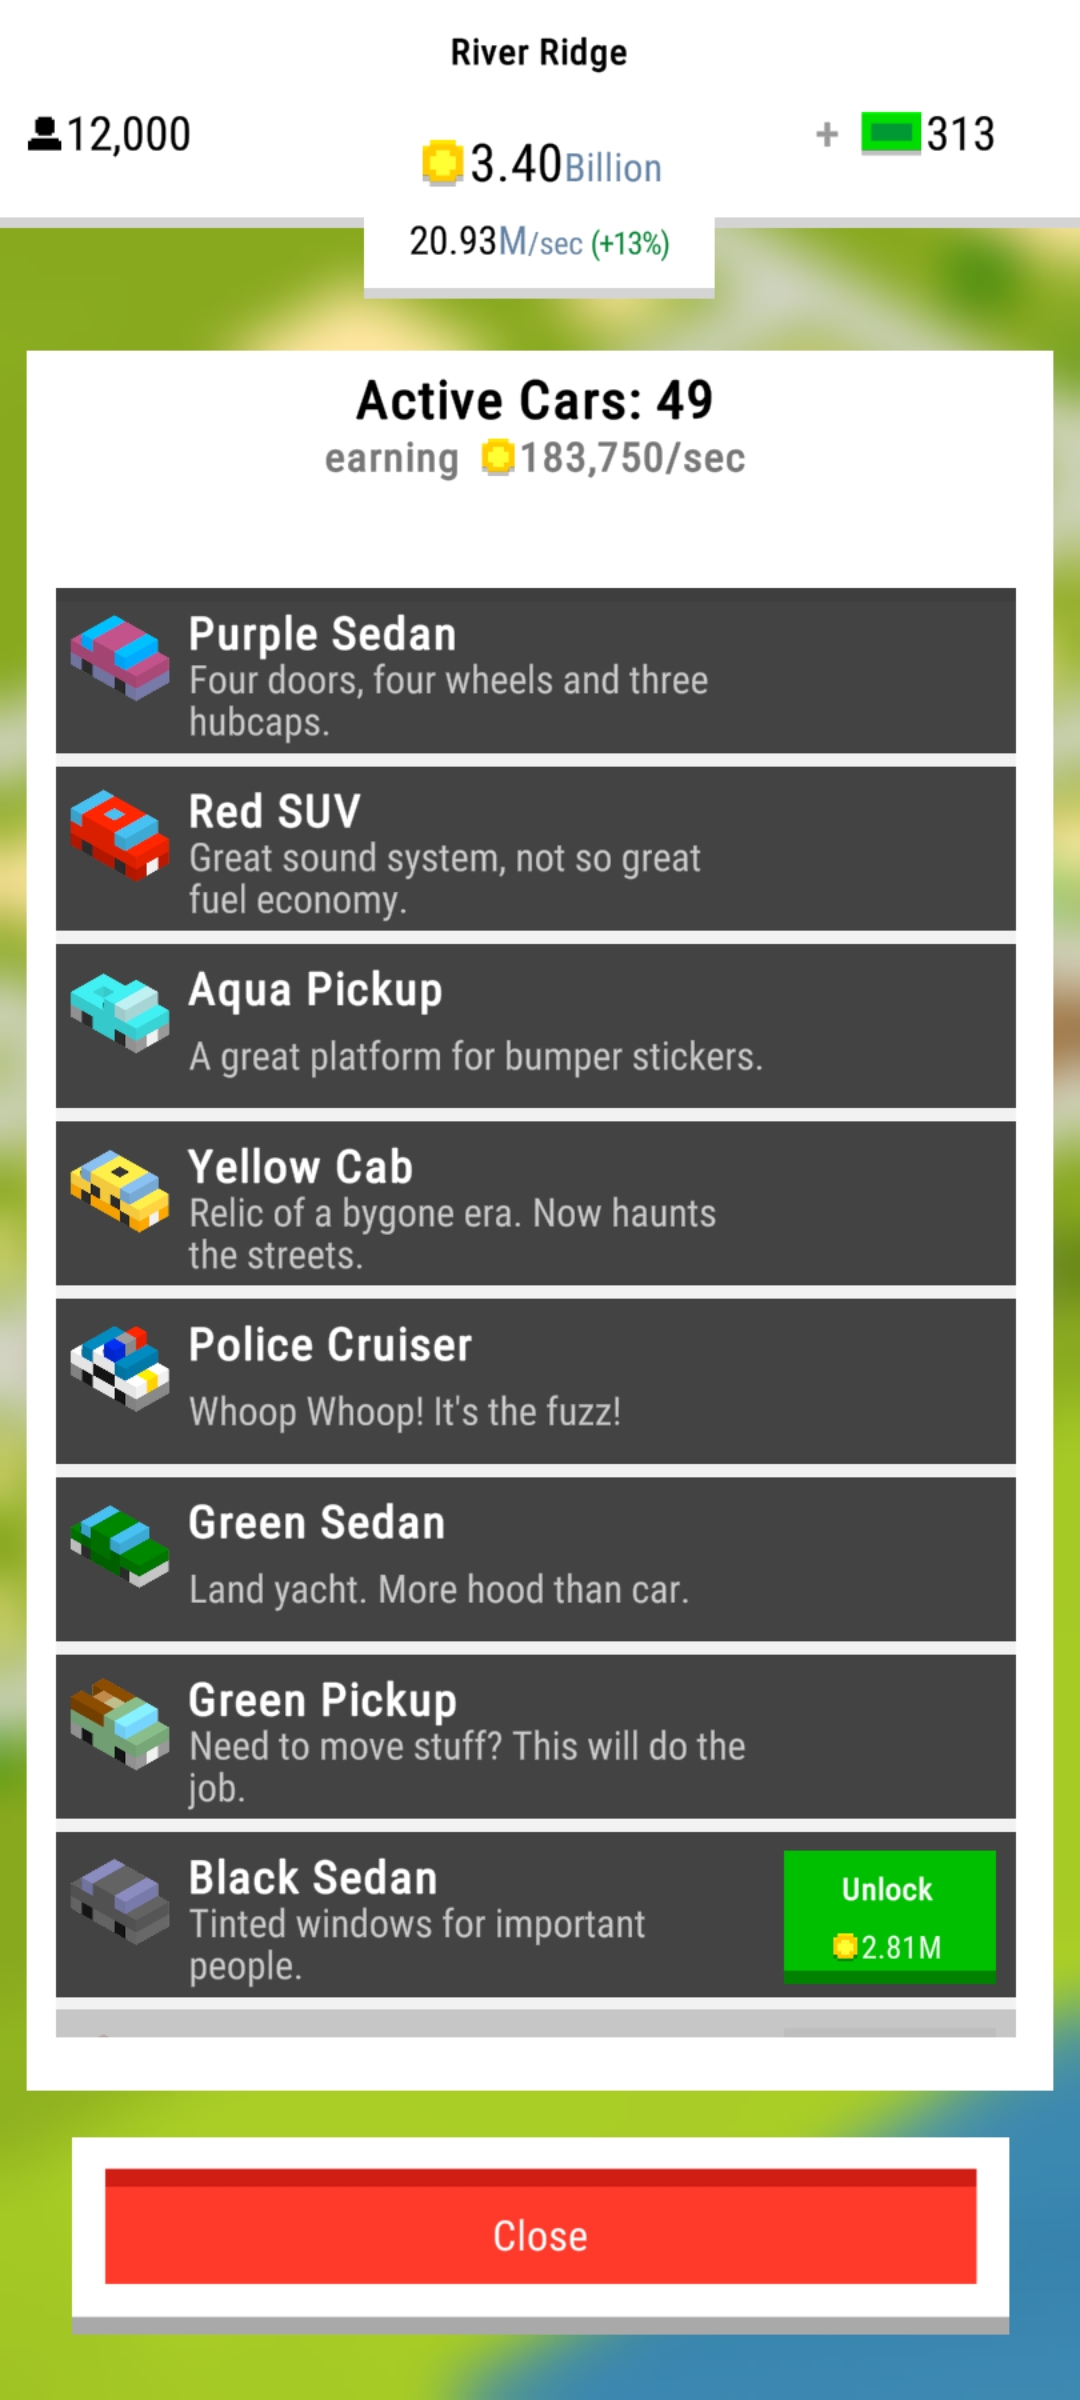 River Ridge
12,000
+ 313
3.40Billion
20.93M/sec (+13%)
Active Cars: 49
earning 183,750/sec
Purple Sedan
Four doors, four wheels and three
hubcaps.
Red SUV
Great sound system, not so great
fuel economy.
Aqua Pickup
A great platform for bumper stickers.
Yellow Cab
Relic of a bygone era. Now haunts
the streets.
Police Cruiser
Whoop Whoop! It's the fuzz!
Green Sedan
Land yacht. More hood than car.
Green Pickup
Need to move stuff? This will do the
job.
Black Sedan
Tinted windows for important
people.
Unlock
2.81M
Close